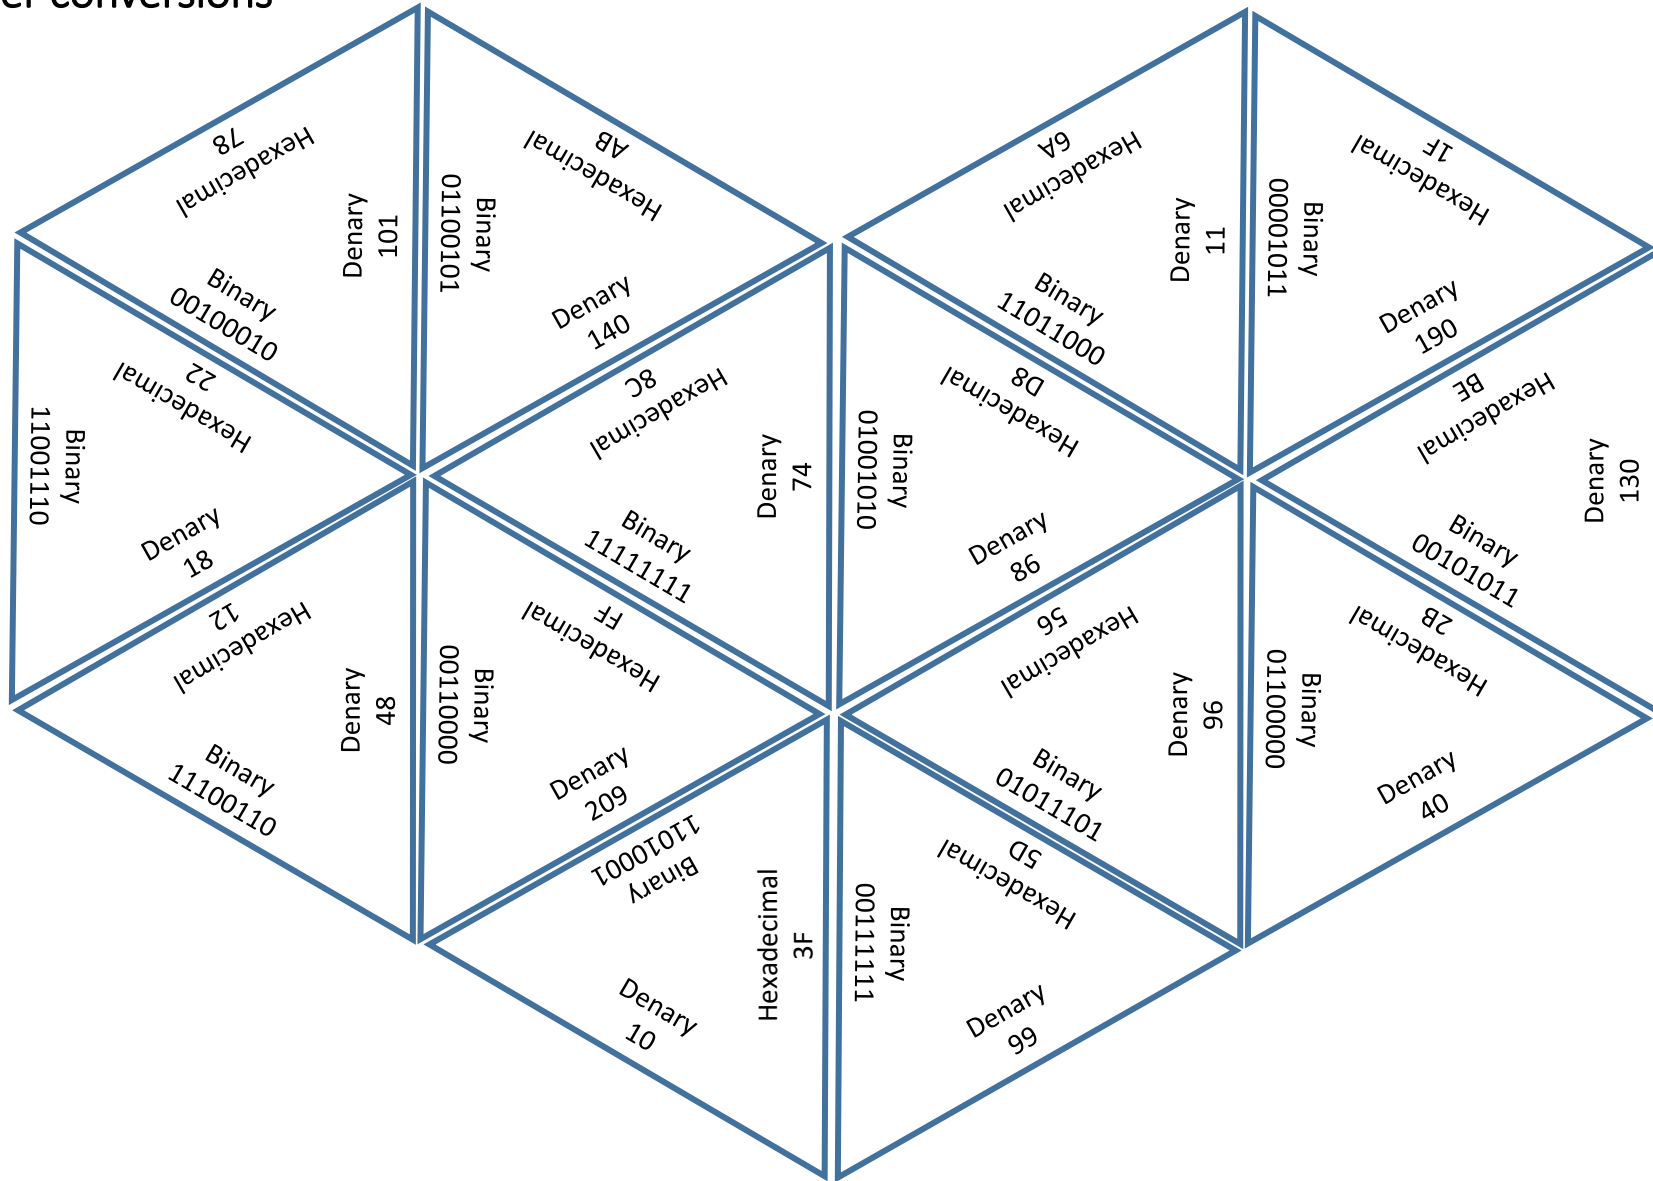 er conversions
78
Hexadecimal
Denary
101
Binary
00100010
AB
Hexadecimal
Binary
01100101
Denary
140
6A
Hexadecimal
Denary
11
Binary
11011000
1F
Hexadecimal
Binary
00001011
Denary
190
22
Hexadecimal
Binary
11001110
Denary
18
8C
Hexadecimal
Denary
74
Binary
11111111
D8
Hexadecimal
Binary
01001010
Denary
86
BE
Hexadecimal
Denary
130
Binary
00101011
12
Hexadecimal
Denary
48
Binary
11100110
FF
Hexadecimal
Binary
00110000
Denary
209
56
Hexadecimal
Denary
96
Binary
01011101
2B
Hexadecimal
Binary
01100000
Denary
40
11010001
Binary
Hexadecimal
3F
Denary
10
5D
Hexadecimal
Binary
00111111
Denary
99